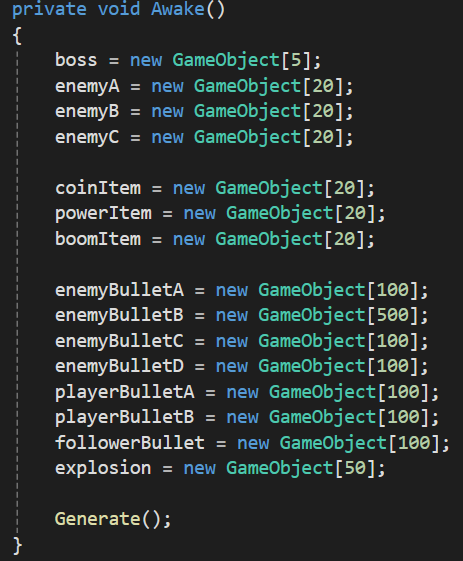 private void Awake()
{
    boss = new GameObject[5];
    enemyA = new GameObject[20];
    enemyB = new GameObject[20];
    enemyC = new GameObject[20];

    coinItem = new GameObject[20];
    powerItem = new GameObject[20];
    boomItem = new GameObject[20];

    enemyBulletA = new GameObject[100];
    enemyBulletB = new GameObject[500];
    enemyBulletC = new GameObject[100];
    enemyBulletD = new GameObject[100];
    playerBulletA = new GameObject[100];
    playerBulletB = new GameObject[100];
    followerBullet = new GameObject[100];
    explosion = new GameObject[50];

    Generate();
}